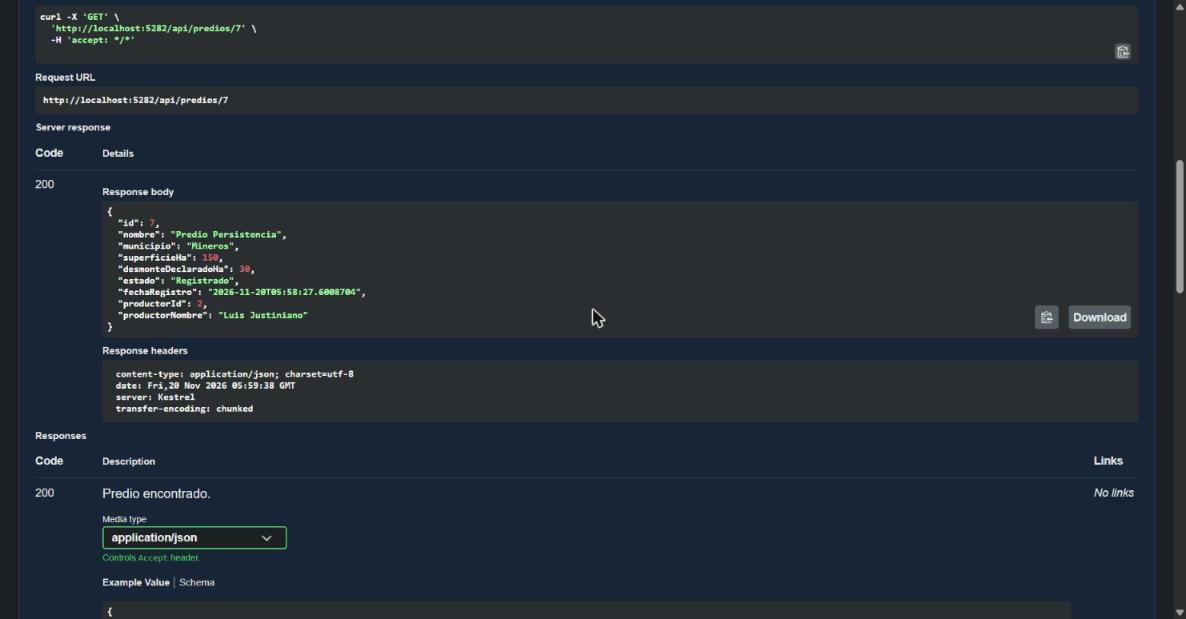 curl -X 'GET' \
'http://localhost:5282/api/predios/7' \
-H 'accept: */*'
Request URL
http://localhost:5282/api/predios/7
Server response
Code Details
200
Response body
{
"id": 7,
"nombre": "Predio Persistencia",
"municipio": "Mineros",
"superficieHa": 150,
"desmonteDeclaradoHa": 30,
"estado": "Registrado",
"fechaRegistro": "2026-11-20T05:58:27.6008704",
"productorId": 2,
"productorNombre": "Luis Justiniano"
}
Download
Response headers
content-type: application/json; charset=utf-8
date: Fri,20 Nov 2026 05:59:38 GMT
server: Kestrel
transfer-encoding: chunked
Responses
Code Description Links
200 Predio encontrado. No links
Media type
application/json
Controls Accept header.
Example Value | Schema
{